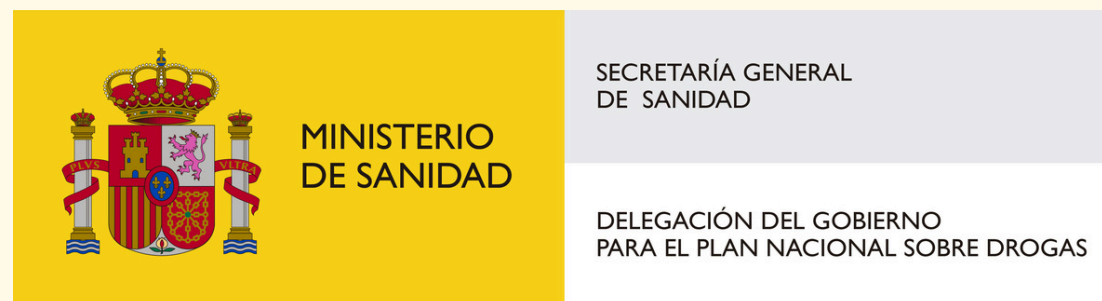 PLVS VLTRA
MINISTERIO
DE SANIDAD
SECRETARÍA GENERAL
DE SANIDAD
DELEGACIÓN DEL GOBIERNO
PARA EL PLAN NACIONAL SOBRE DROGAS